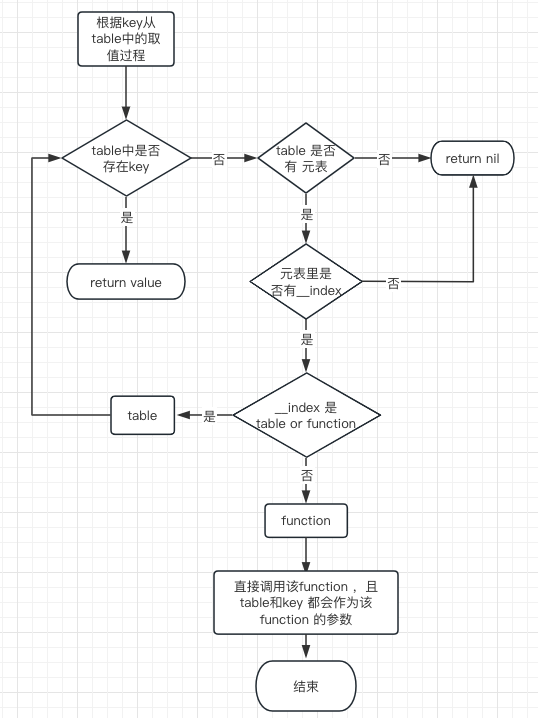 根据key从
table中的取
值过程
table中是否
存在key
否
table 是否
有 元表
否
return nil
是
是
return value
元表里是
否有__index
否
是
__index 是
table or function
是
table
否
function
直接调用该function ，且
table和key 都会作为该
function 的参数
结束